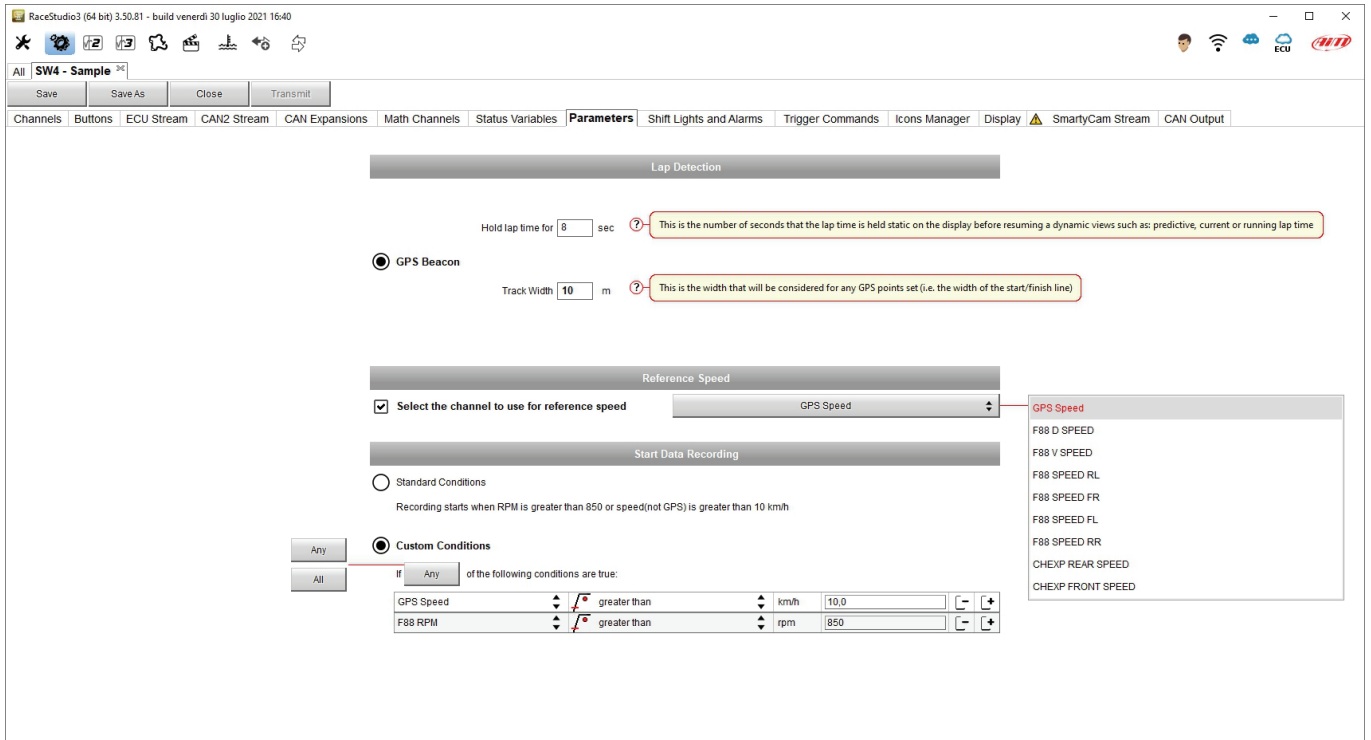 RaceStudio3 (64 bit) 3.50.81 - build venerdì 30 luglio 2021 16:40
ECU
AiM
All SW4 - Sample
Save Save As Close Transmit
Channels Buttons ECU Stream CAN2 Stream CAN Expansions Math Channels Status Variables Parameters Shift Lights and Alarms Trigger Commands Icons Manager Display SmartyCam Stream CAN Output
Lap Detection
Hold lap time for 8 sec ? This is the number of seconds that the lap time is held static on the display before resuming a dynamic views such as: predictive, current or running lap time
GPS Beacon
Track Width 10 m ? This is the width that will be considered for any GPS points set (i.e. the width of the start/finish line)
Reference Speed
Select the channel to use for reference speed GPS Speed
GPS Speed
F88 D SPEED
F88 V SPEED
F88 SPEED RL
F88 SPEED FR
F88 SPEED FL
F88 SPEED RR
CHEXP REAR SPEED
CHEXP FRONT SPEED
Start Data Recording
Standard Conditions
Recording starts when RPM is greater than 850 or speed(not GPS) is greater than 10 km/h
Any
All
Custom Conditions
If Any of the following conditions are true:
GPS Speed greater than km/h 10,0
F88 RPM greater than rpm 850